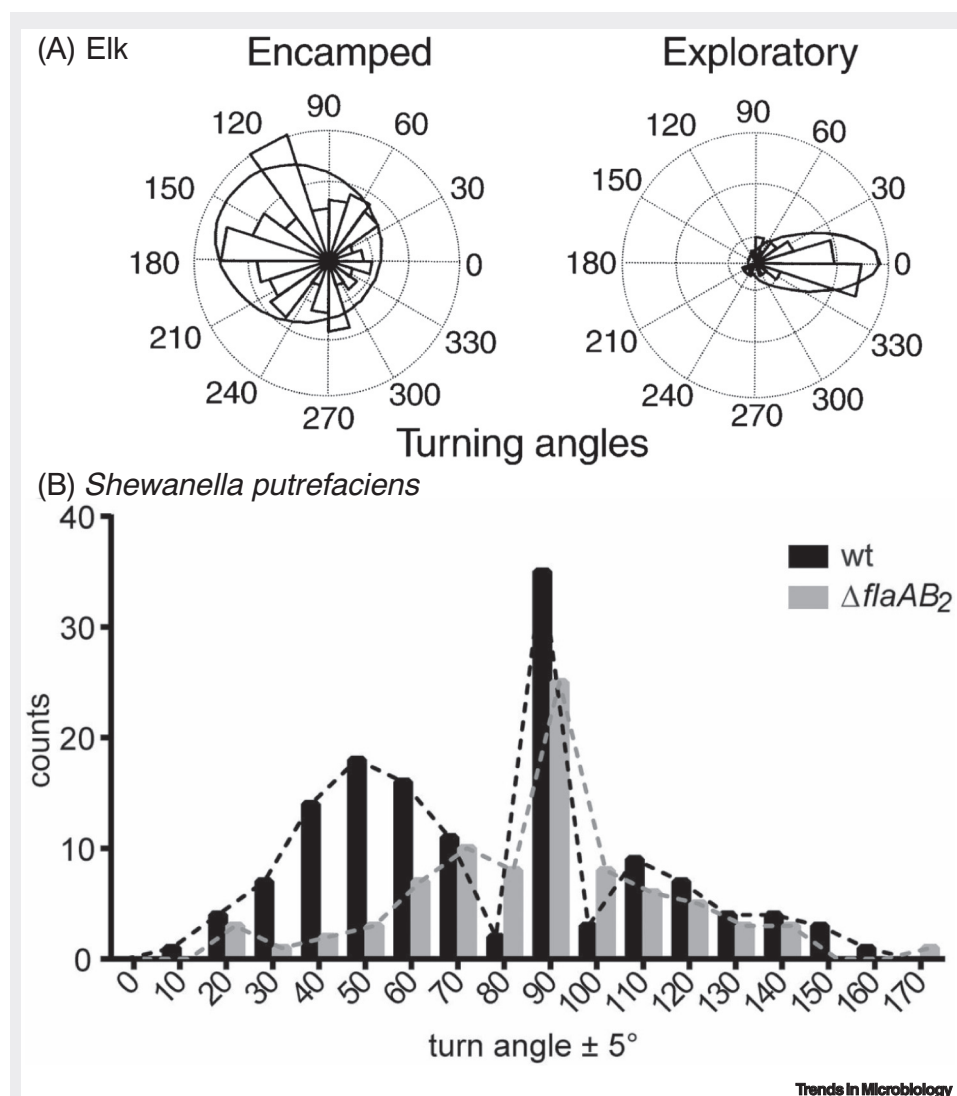 (A) Elk
Encamped
Exploratory
90
120
60
150
30
180
0
210
330
240
300
270
90
120
60
150
30
180
0
210
330
240
300
270
Turning angles
(B) Shewanella putrefaciens
40
30
20
10
0
counts
wt
ΔflaAB₂
0 10 20 30 40 50 60 70 80 90 100 110 120 130 140 150 160 170
turn angle ± 5°
Trends in Microbiology